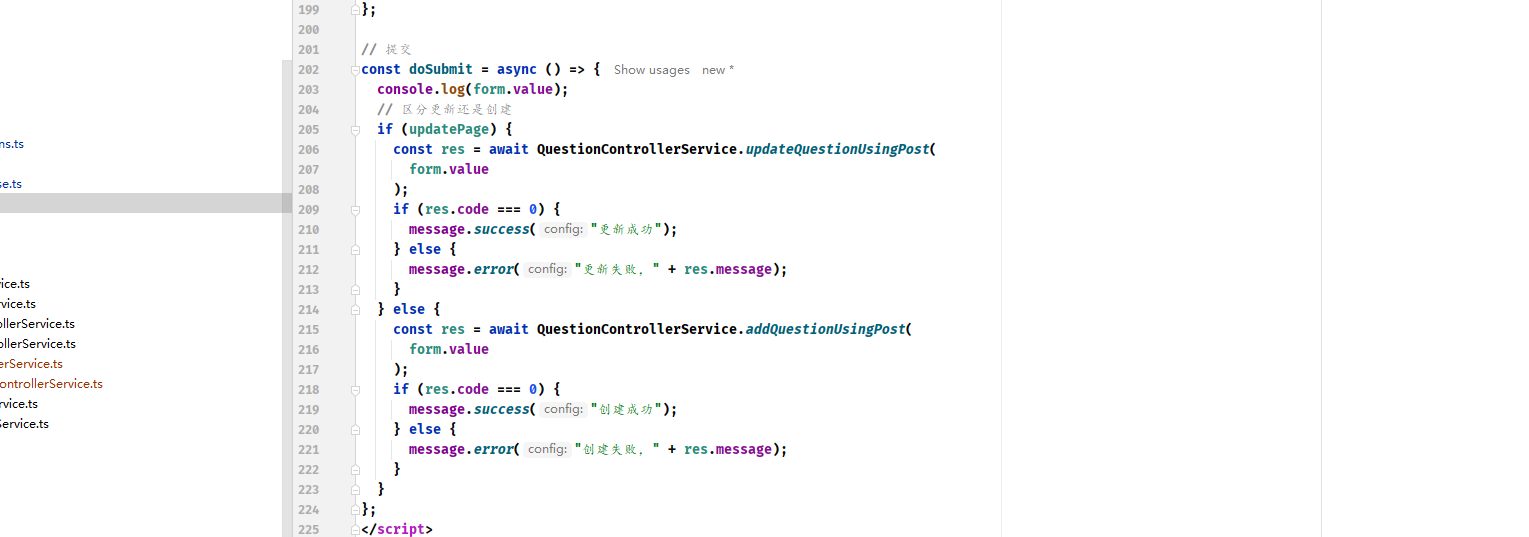 ns.ts
se.ts
vice.ts
rvice.ts
ollerService.ts
ollerService.ts
erService.ts
ontrollerService.ts
rvice.ts
Service.ts
199 };
200
201 // 提交
202 const doSubmit = async () => { Show usages new *
203 console.log(form.value);
204 // 区分更新还是创建
205 if (updatePage) {
206 const res = await QuestionControllerService.updateQuestionUsingPost(
207 form.value
208 );
209 if (res.code === 0) {
210 message.success( config: "更新成功");
211 } else {
212 message.error( config: "更新失败，" + res.message);
213 }
214 } else {
215 const res = await QuestionControllerService.addQuestionUsingPost(
216 form.value
217 );
218 if (res.code === 0) {
219 message.success( config: "创建成功");
220 } else {
221 message.error( config: "创建失败，" + res.message);
222 }
223 }
224 };
225 </script>